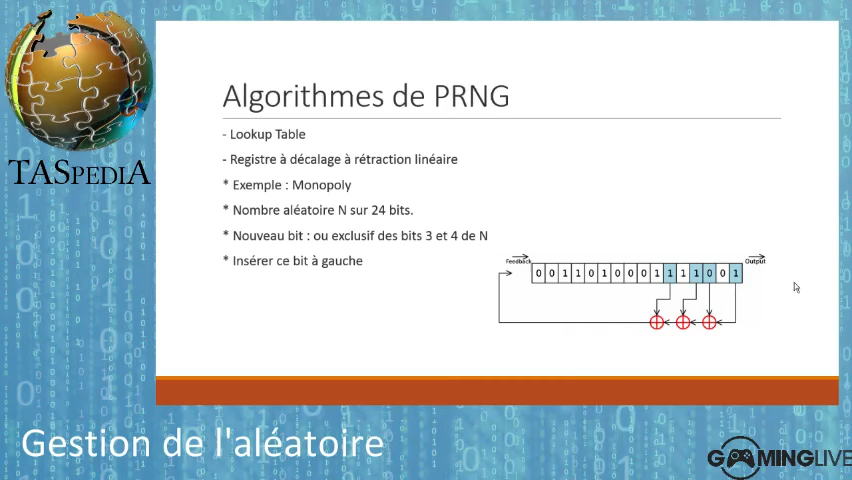 TASPEDIA
Algorithmes de PRNG
- Lookup Table
- Registre à décalage à rétraction linéaire
* Exemple : Monopoly
* Nombre aléatoire N sur 24 bits.
* Nouveau bit : ou exclusif des bits 3 et 4 de N
* Insérer ce bit à gauche
Feedback
0 0 1 1 0 1 0 0 0 1 1 1 1 0 0 1
Output
Gestion de l'aléatoire
GAMINGLIVE